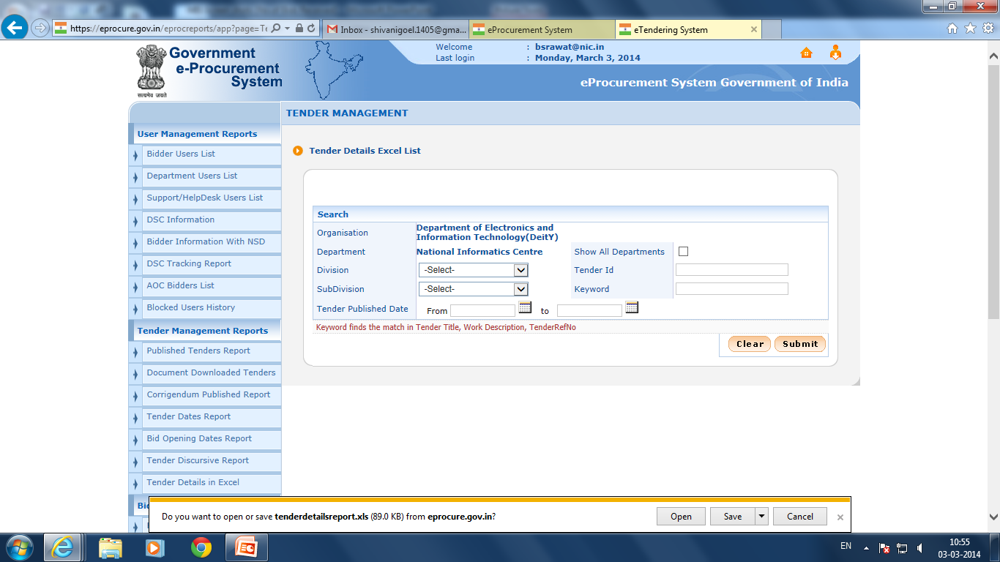 https://eprocure.gov.in/eprocreports/app?page=Te
Inbox - shivanigoel.1405@gma...
eProcurement System
eTendering System
सत्यमेव जयते
Government
e-Procurement
System
Welcome : bsrawat@nic.in
Last login : Monday, March 3, 2014
eProcurement System Government of India
TENDER MANAGEMENT
User Management Reports
Bidder Users List
Department Users List
Support/HelpDesk Users List
DSC Information
Bidder Information With NSD
DSC Tracking Report
AOC Bidders List
Blocked Users History
Tender Management Reports
Published Tenders Report
Document Downloaded Tenders
Corrigendum Published Report
Tender Dates Report
Bid Opening Dates Report
Tender Discursive Report
Tender Details in Excel
Tender Details Excel List
Search
Organisation
Department of Electronics and
Information Technology(DeitY)
Department National Informatics Centre Show All Departments
Division -Select- Tender Id
SubDivision -Select- Keyword
Tender Published Date From to
Keyword finds the match in Tender Title, Work Description, TenderRefNo
Clear Submit
Do you want to open or save tenderdetailsreport.xls (89.0 KB) from eprocure.gov.in?
Open Save Cancel
EN
10:55
03-03-2014